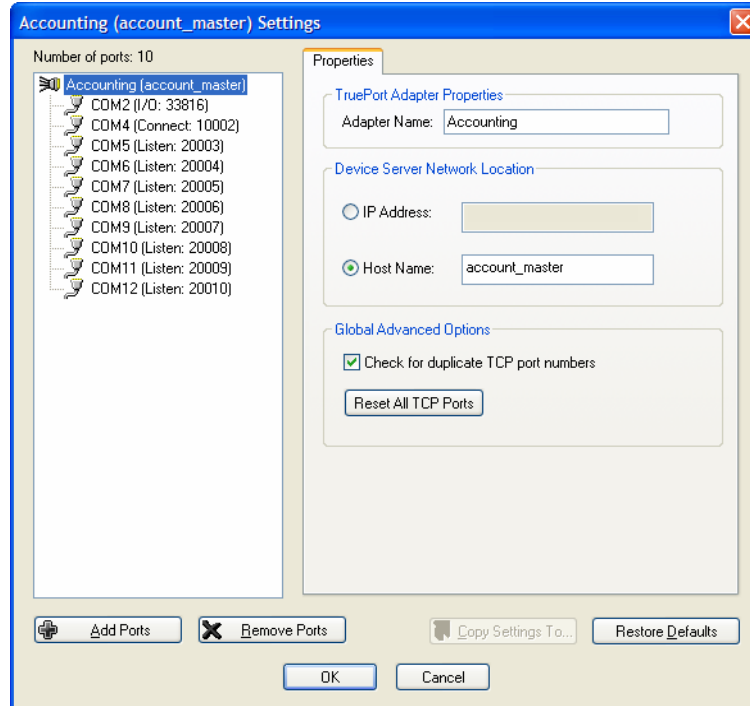 Accounting (account_master) Settings
Number of ports: 10
Accounting (account_master)
COM2 (I/O: 33816)
COM4 (Connect: 10002)
COM5 (Listen: 20003)
COM6 (Listen: 20004)
COM7 (Listen: 20005)
COM8 (Listen: 20006)
COM9 (Listen: 20007)
COM10 (Listen: 20008)
COM11 (Listen: 20009)
COM12 (Listen: 20010)
Properties
TruePort Adapter Properties
Adapter Name: Accounting
Device Server Network Location
IP Address:
Host Name: account_master
Global Advanced Options
Check for duplicate TCP port numbers
Reset All TCP Ports
Add Ports Remove Ports Copy Settings To... Restore Defaults
OK Cancel